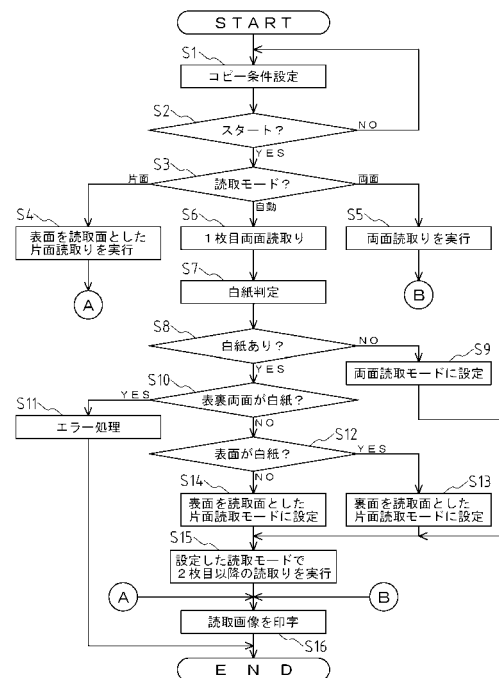 START
S1
コピー条件設定
S2
スタート?
NO
YES
S3
片面
読取モード?
両面
自動
S4
表面を読取面とした
片面読取りを実行
S6
1枚目両面読取り
S5
両面読取りを実行
A
S7
白紙判定
B
S8
白紙あり?
NO
S9
両面読取モードに設定
YES
S10
YES
表裏両面が白紙?
S11
エラー処理
NO
S12
表面が白紙?
YES
NO
S14
表面を読取面とした
片面読取モードに設定
S13
裏面を読取面とした
片面読取モードに設定
S15
設定した読取モードで
2枚目以降の読取りを実行
A
B
読取画像を印字
S16
END